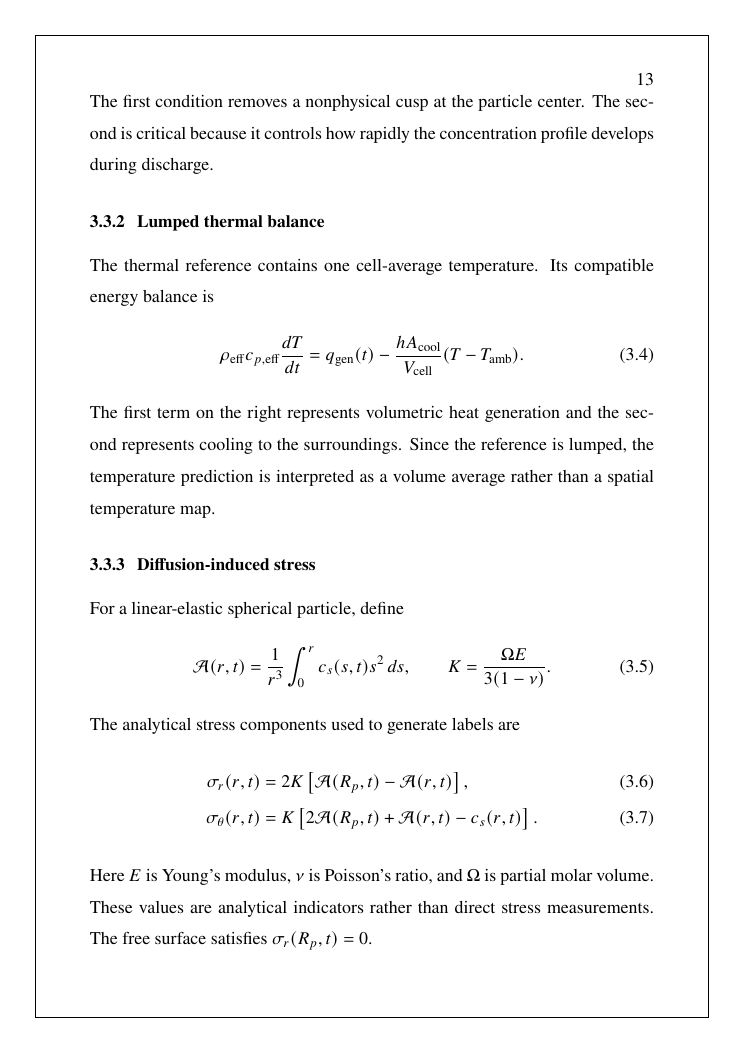 13
The first condition removes a nonphysical cusp at the particle center. The sec-
ond is critical because it controls how rapidly the concentration profile develops
during discharge.
3.3.2 Lumped thermal balance
The thermal reference contains one cell-average temperature. Its compatible
energy balance is
ρ_eff c_{p,eff} dT/dt = q_gen(t) − hA_cool/V_cell (T − T_amb). (3.4)
The first term on the right represents volumetric heat generation and the sec-
ond represents cooling to the surroundings. Since the reference is lumped, the
temperature prediction is interpreted as a volume average rather than a spatial
temperature map.
3.3.3 Diffusion-induced stress
For a linear-elastic spherical particle, define
𝒜(r, t) = 1/r³ ∫₀^r c_s(s, t)s² ds, K = ΩE/3(1 − ν). (3.5)
The analytical stress components used to generate labels are
σ_r(r, t) = 2K [𝒜(R_p, t) − 𝒜(r, t)] , (3.6)
σ_θ(r, t) = K [2𝒜(R_p, t) + 𝒜(r, t) − c_s(r, t)] . (3.7)
Here E is Young’s modulus, ν is Poisson’s ratio, and Ω is partial molar volume.
These values are analytical indicators rather than direct stress measurements.
The free surface satisfies σ_r(R_p, t) = 0.